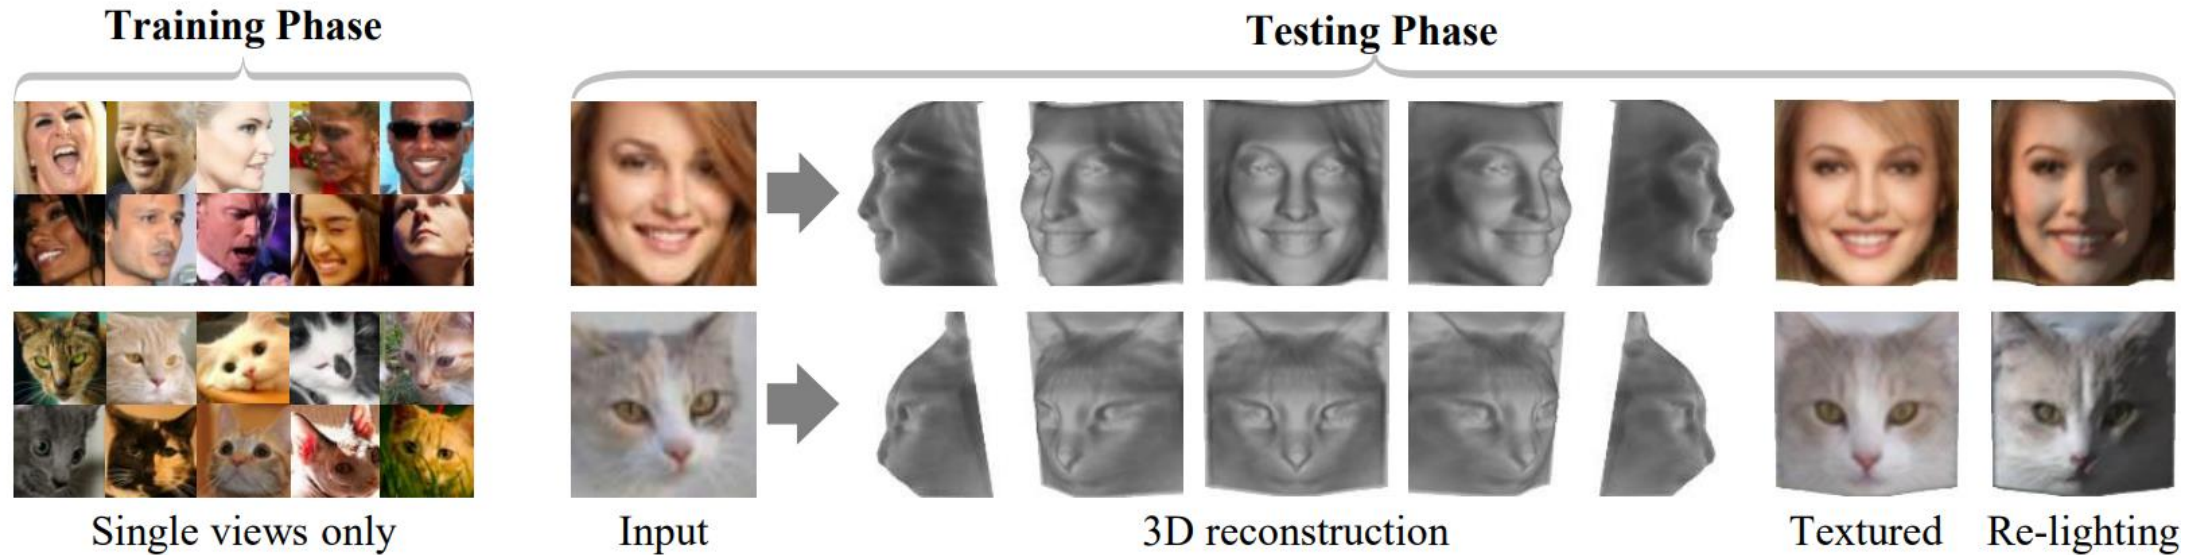 Training Phase
Testing Phase
Single views only
Input
3D reconstruction
Textured
Re-lighting